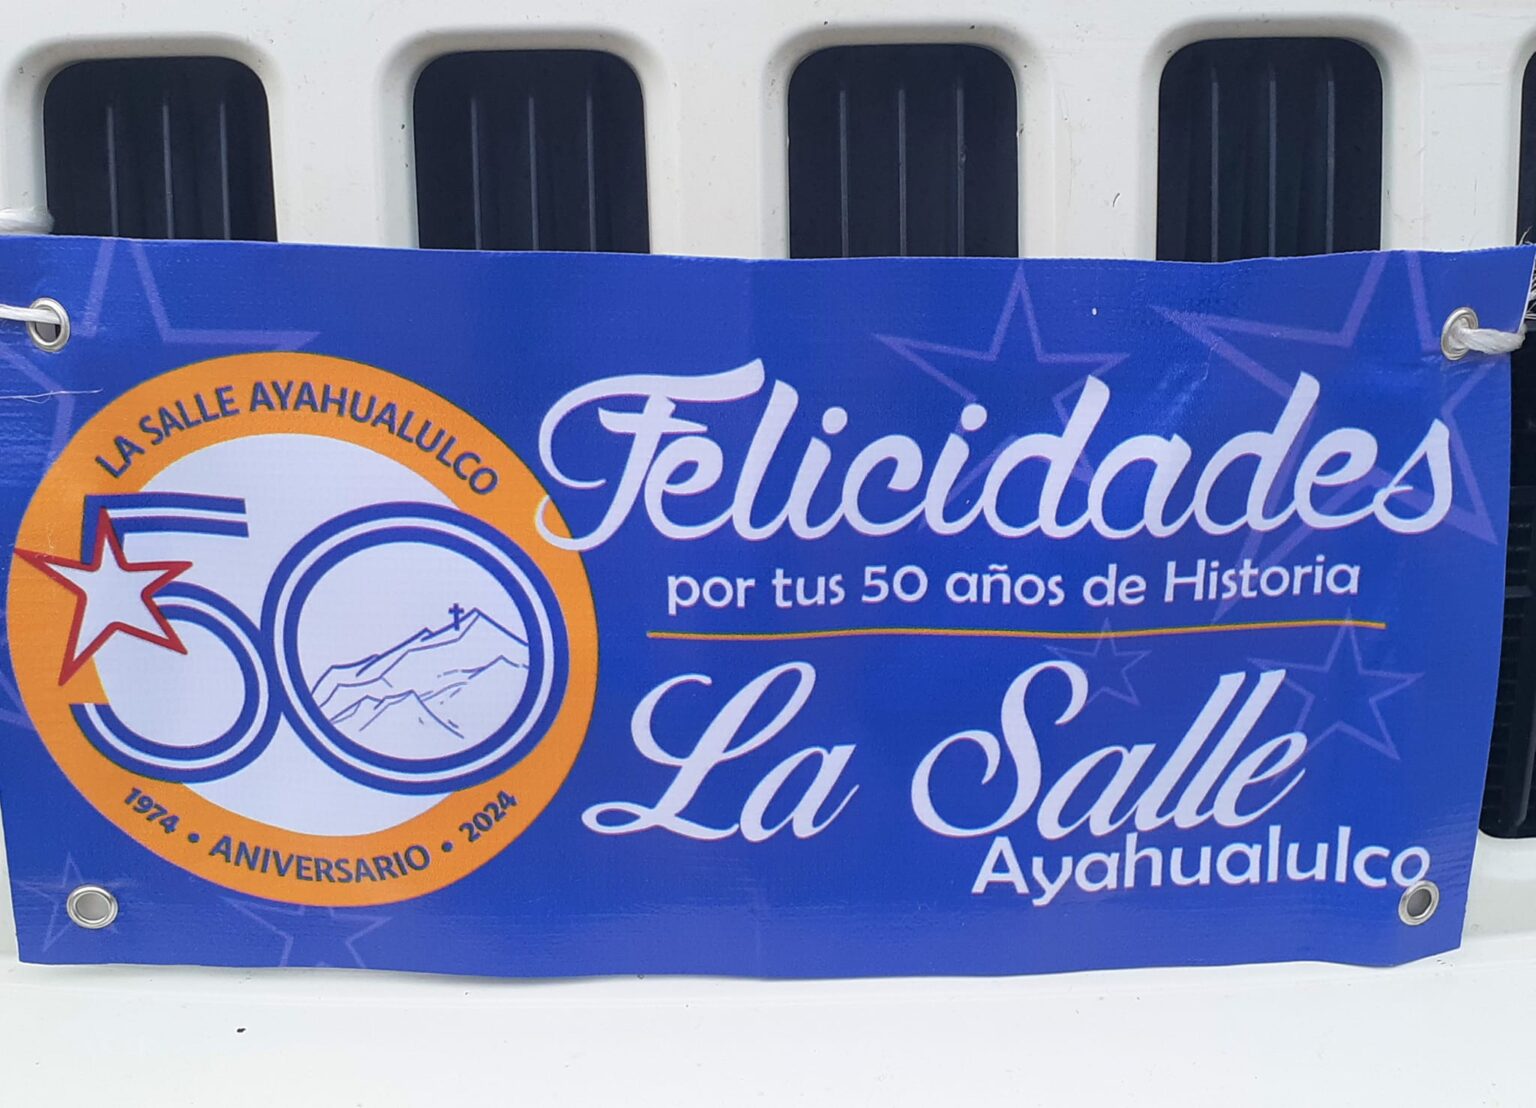 LA SALLE AYAHUALULCO
50
1974 • ANIVERSARIO • 2024
Felicidades
por tus 50 años de Historia
La Salle
Ayahualulco